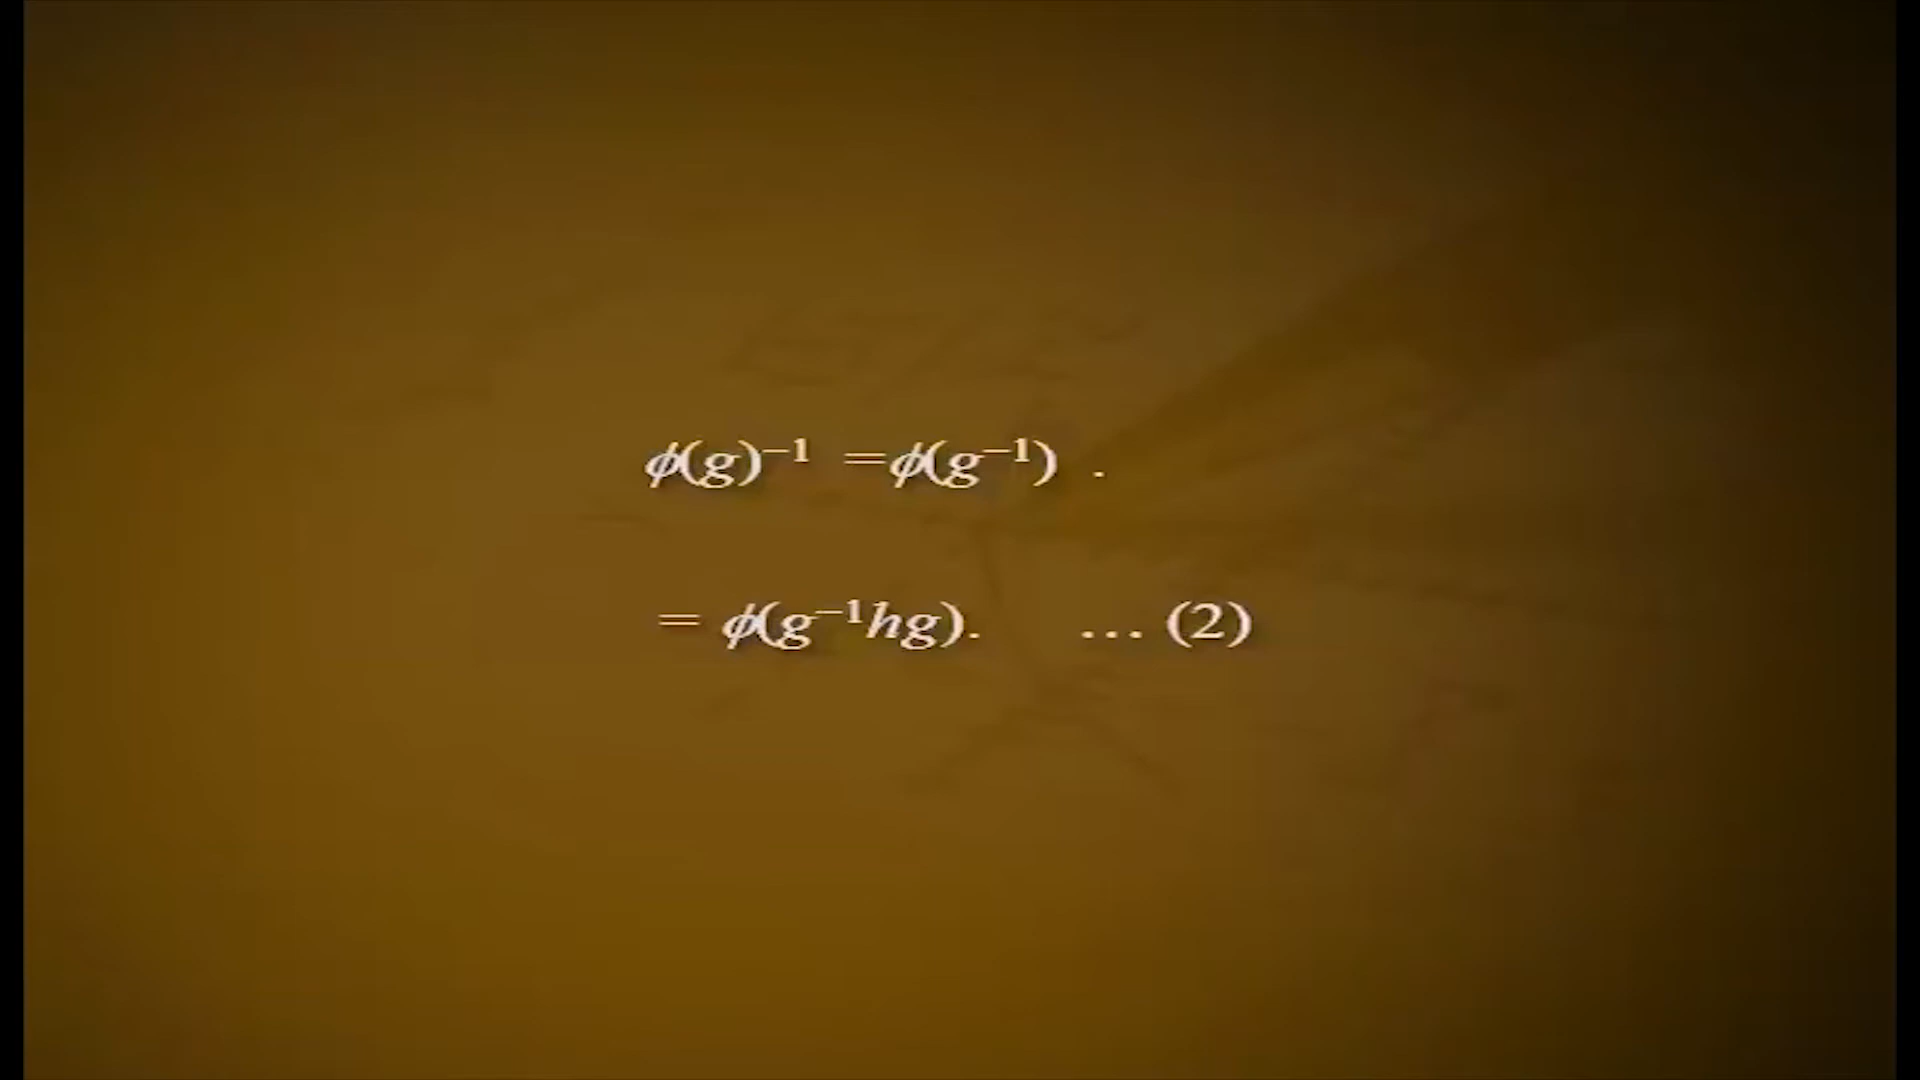 ϕ(g)⁻¹ =ϕ(g⁻¹) .
= ϕ(g⁻¹hg). … (2)